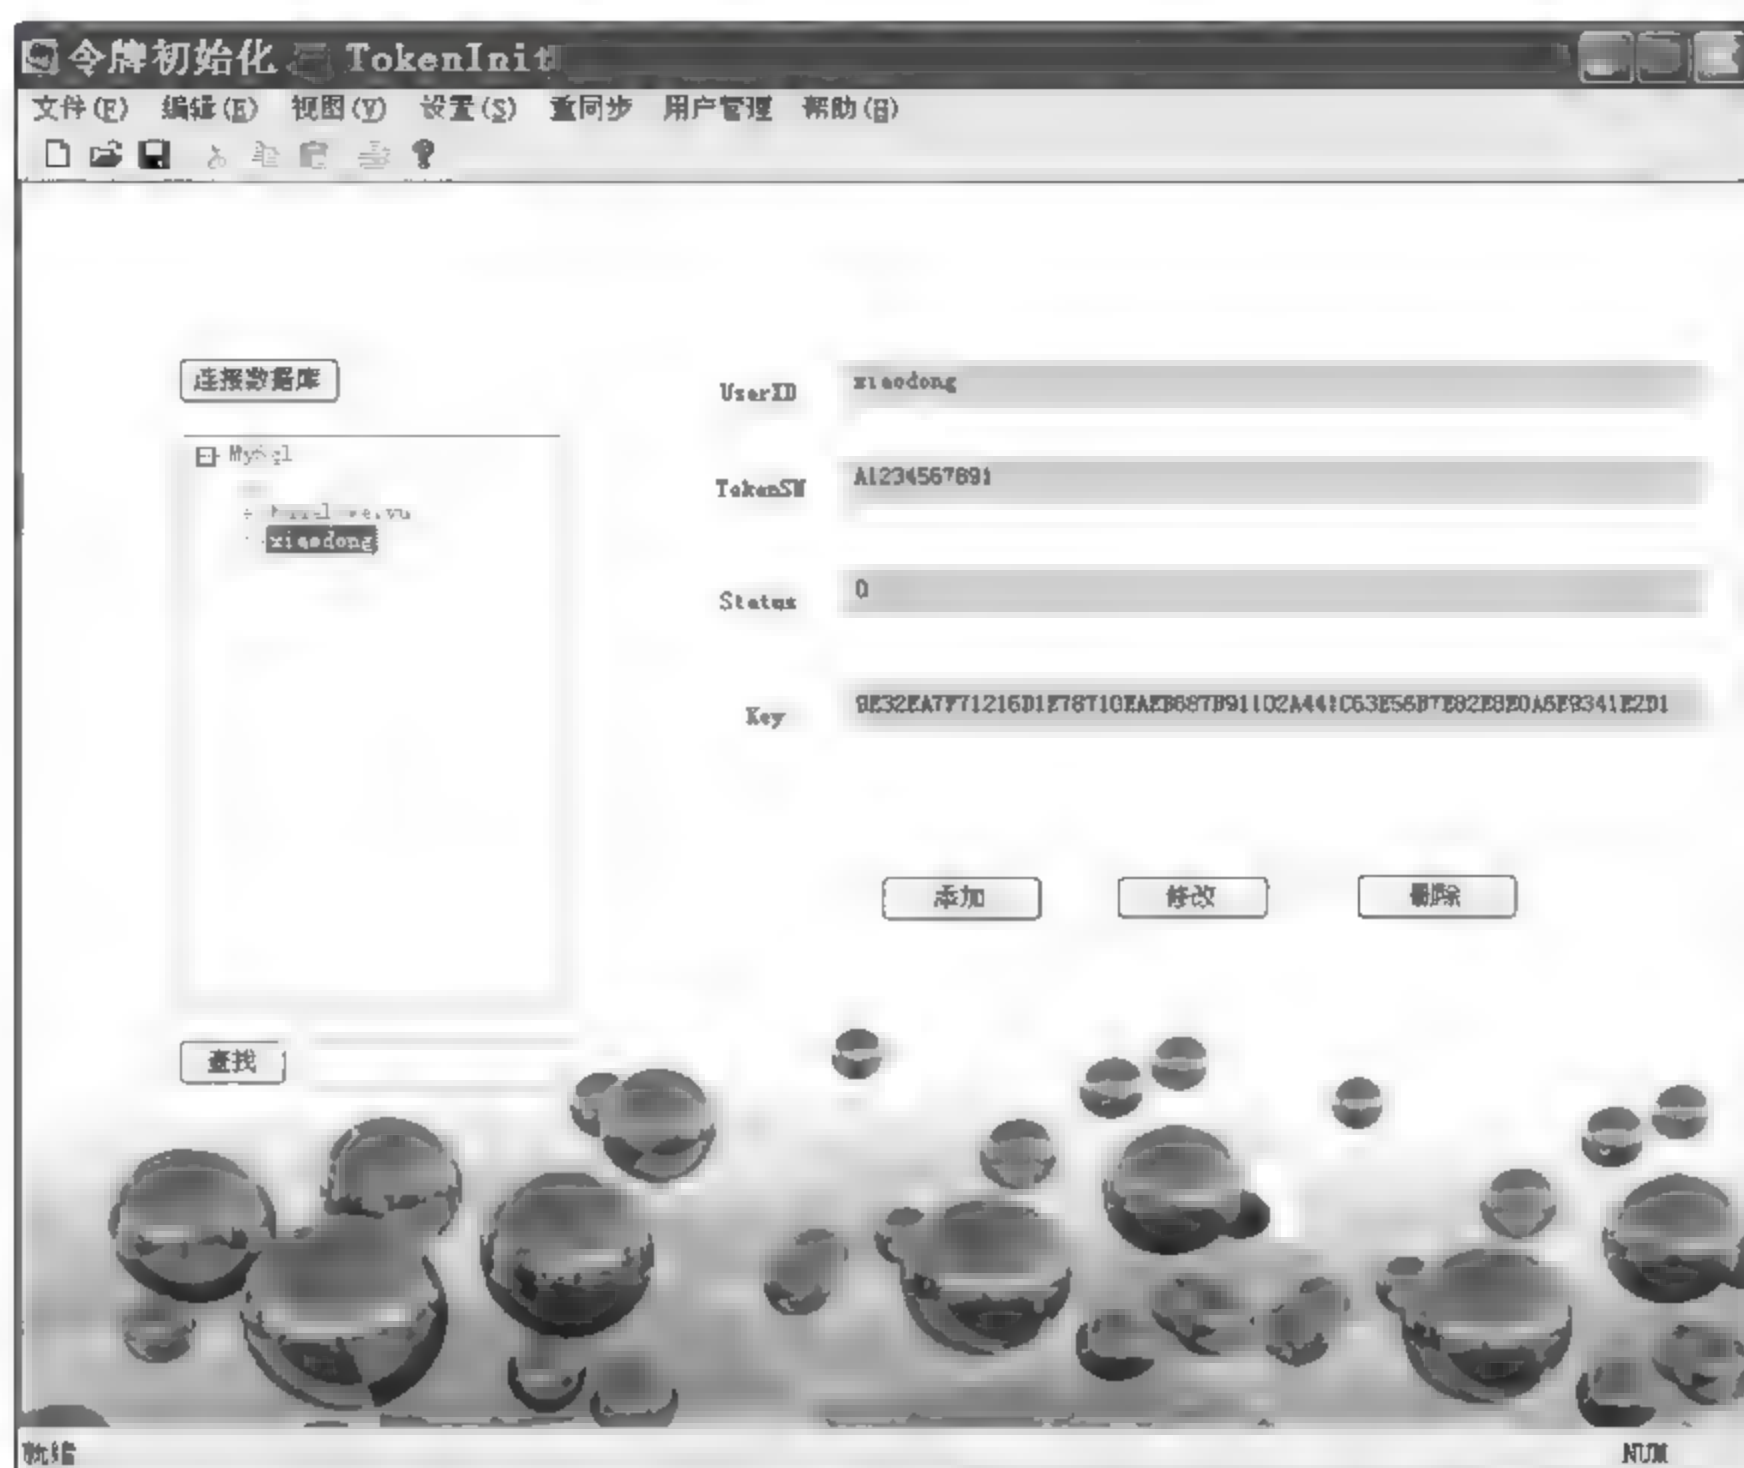 令牌初始化 TokenInit
文件(F) 编辑(E) 视图(V) 设置(S) 重同步 用户管理 帮助(H)
连接数据库
UserID xiaodong
MySql
TokenSN A1234567891
xiaodong
Status 0
Key
添加 修改 删除
查找
就绪 NUM